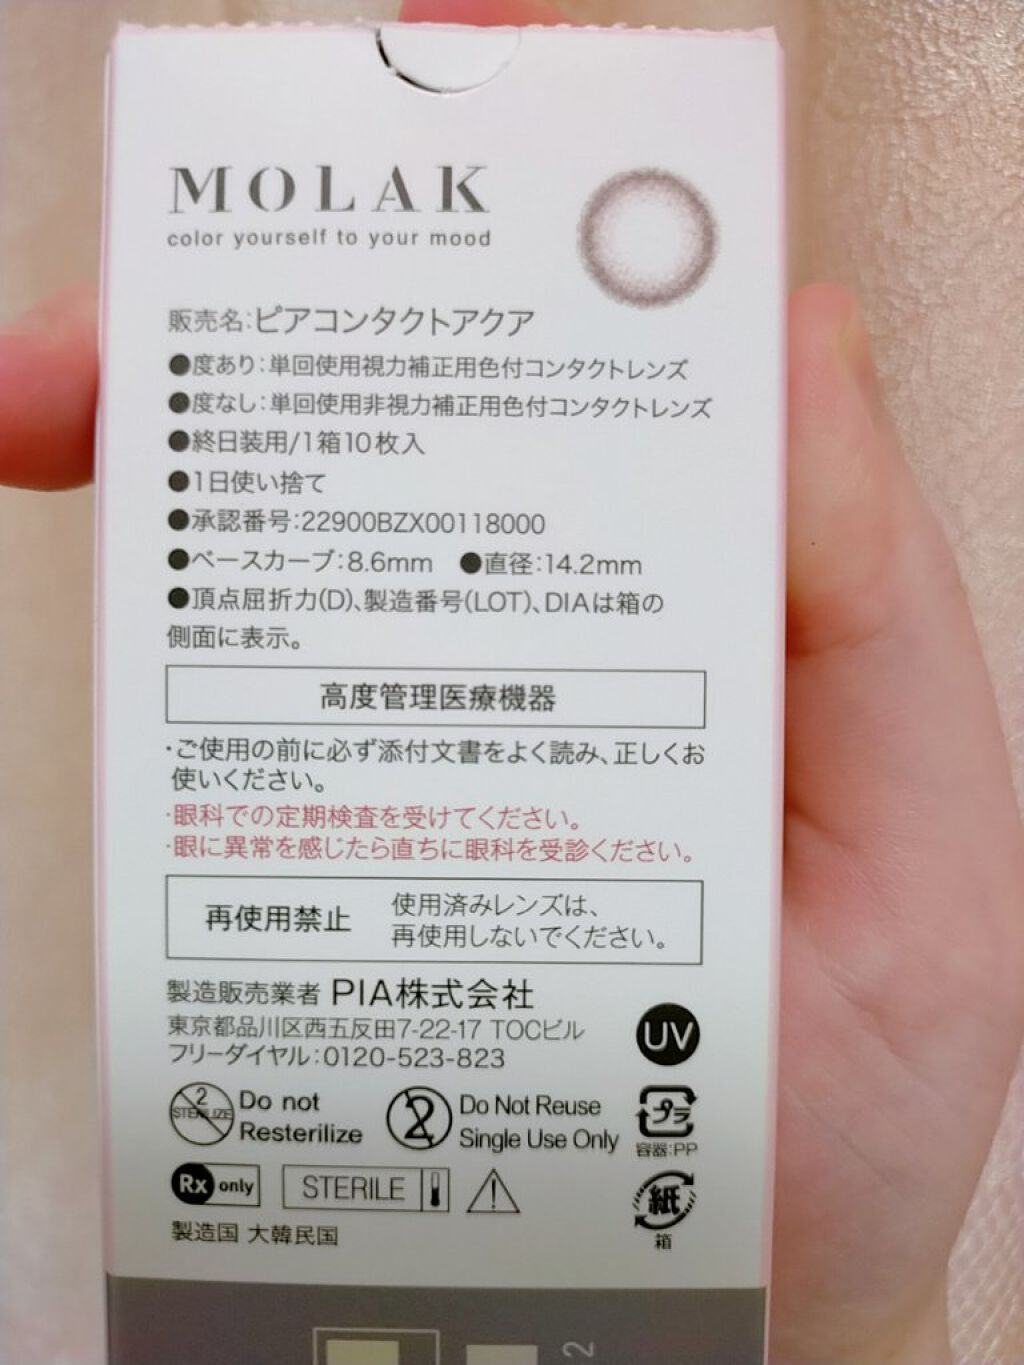 MOLAK
color yourself to your mood
販売名:ピアコンタクトアクア
●度あり:単回使用視力補正用色付コンタクトレンズ
●度なし:単回使用非視力補正用色付コンタクトレンズ
●終日装用/1箱10枚入
●1日使い捨て
●承認番号:22900BZX00118000
●ベースカーブ:8.6mm ●直径:14.2mm
●頂点屈折力(D)、製造番号(LOT)、DIAは箱の
側面に表示。
高度管理医療機器
・ご使用の前に必ず添付文書をよく読み、正しくお
使いください。
・眼科での定期検査を受けてください。
・眼に異常を感じたら直ちに眼科を受診ください。
再使用禁止
使用済みレンズは、
再使用しないでください。
製造販売業者 PIA株式会社
東京都品川区西五反田7-22-17 TOCビル
フリーダイヤル:0120-523-823
UV
2
STERILIZE
Do not
Resterilize
2
Do Not Reuse
Single Use Only
プラ
容器:PP
Rx only
STERILE
紙
箱
製造国 大韓民国
2